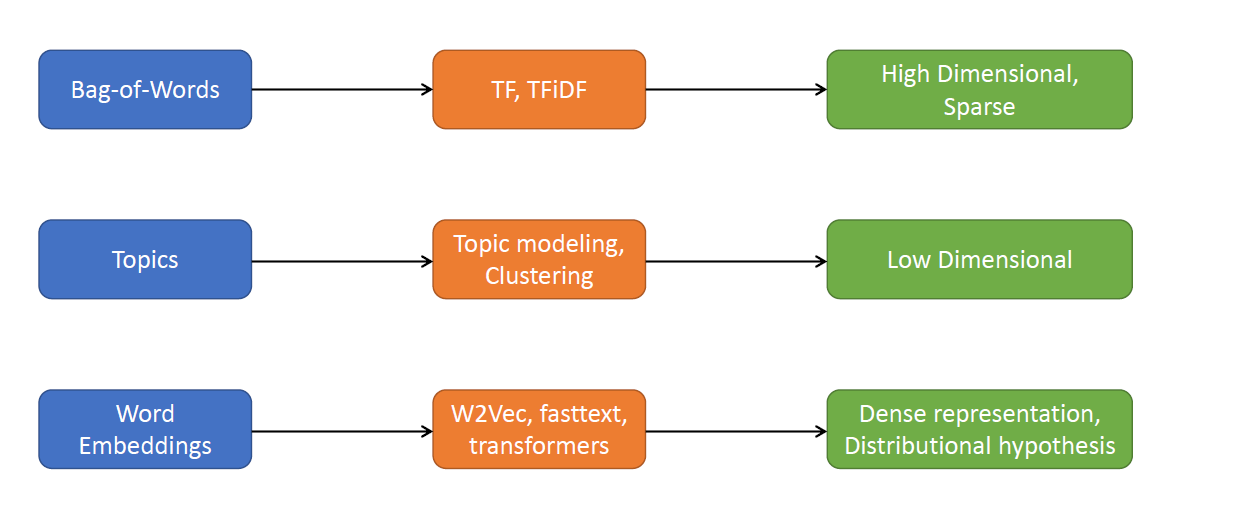 Bag-of-Words
TF, TFiDF
High Dimensional,
Sparse
Topics
Topic modeling,
Clustering
Low Dimensional
Word
Embeddings
W2Vec, fasttext,
transformers
Dense representation,
Distributional hypothesis